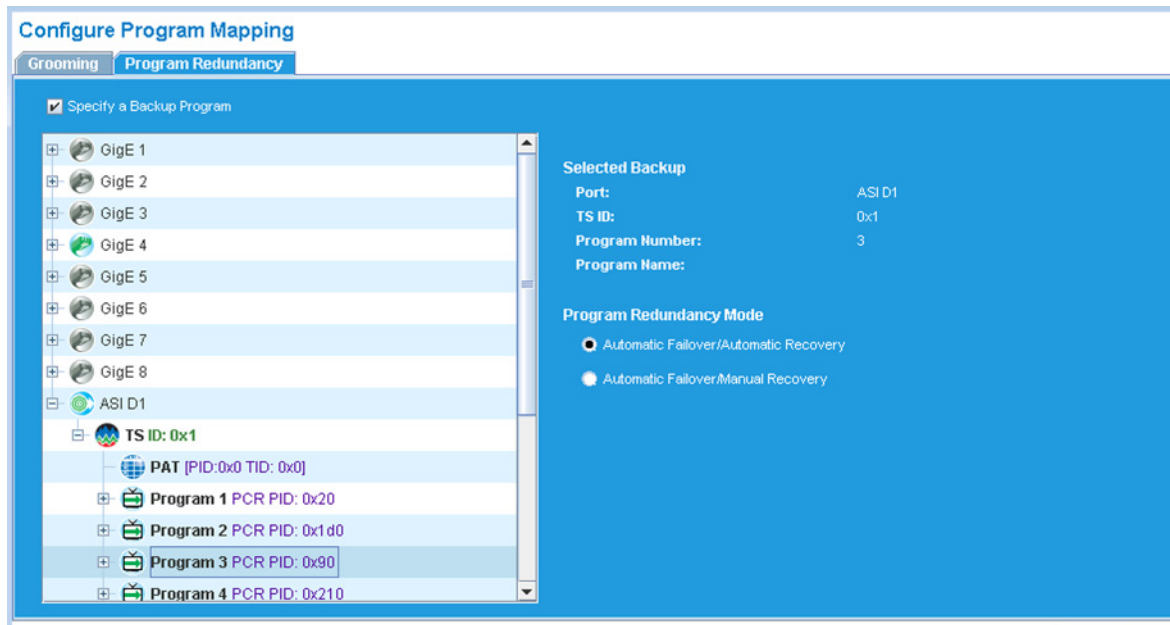 Configure Program Mapping
Grooming Program Redundancy
Specify a Backup Program
GigE 1
GigE 2
GigE 3
GigE 4
GigE 5
GigE 6
GigE 7
GigE 8
ASI D1
TS ID: 0x1
PAT [PID:0x0 TID: 0x0]
Program 1 PCR PID: 0x20
Program 2 PCR PID: 0x1d0
Program 3 PCR PID: 0x90
Program 4 PCR PID: 0x210
Selected Backup
Port: ASI D1
TS ID: 0x1
Program Number: 3
Program Name:
Program Redundancy Mode
Automatic Failover/Automatic Recovery
Automatic Failover/Manual Recovery